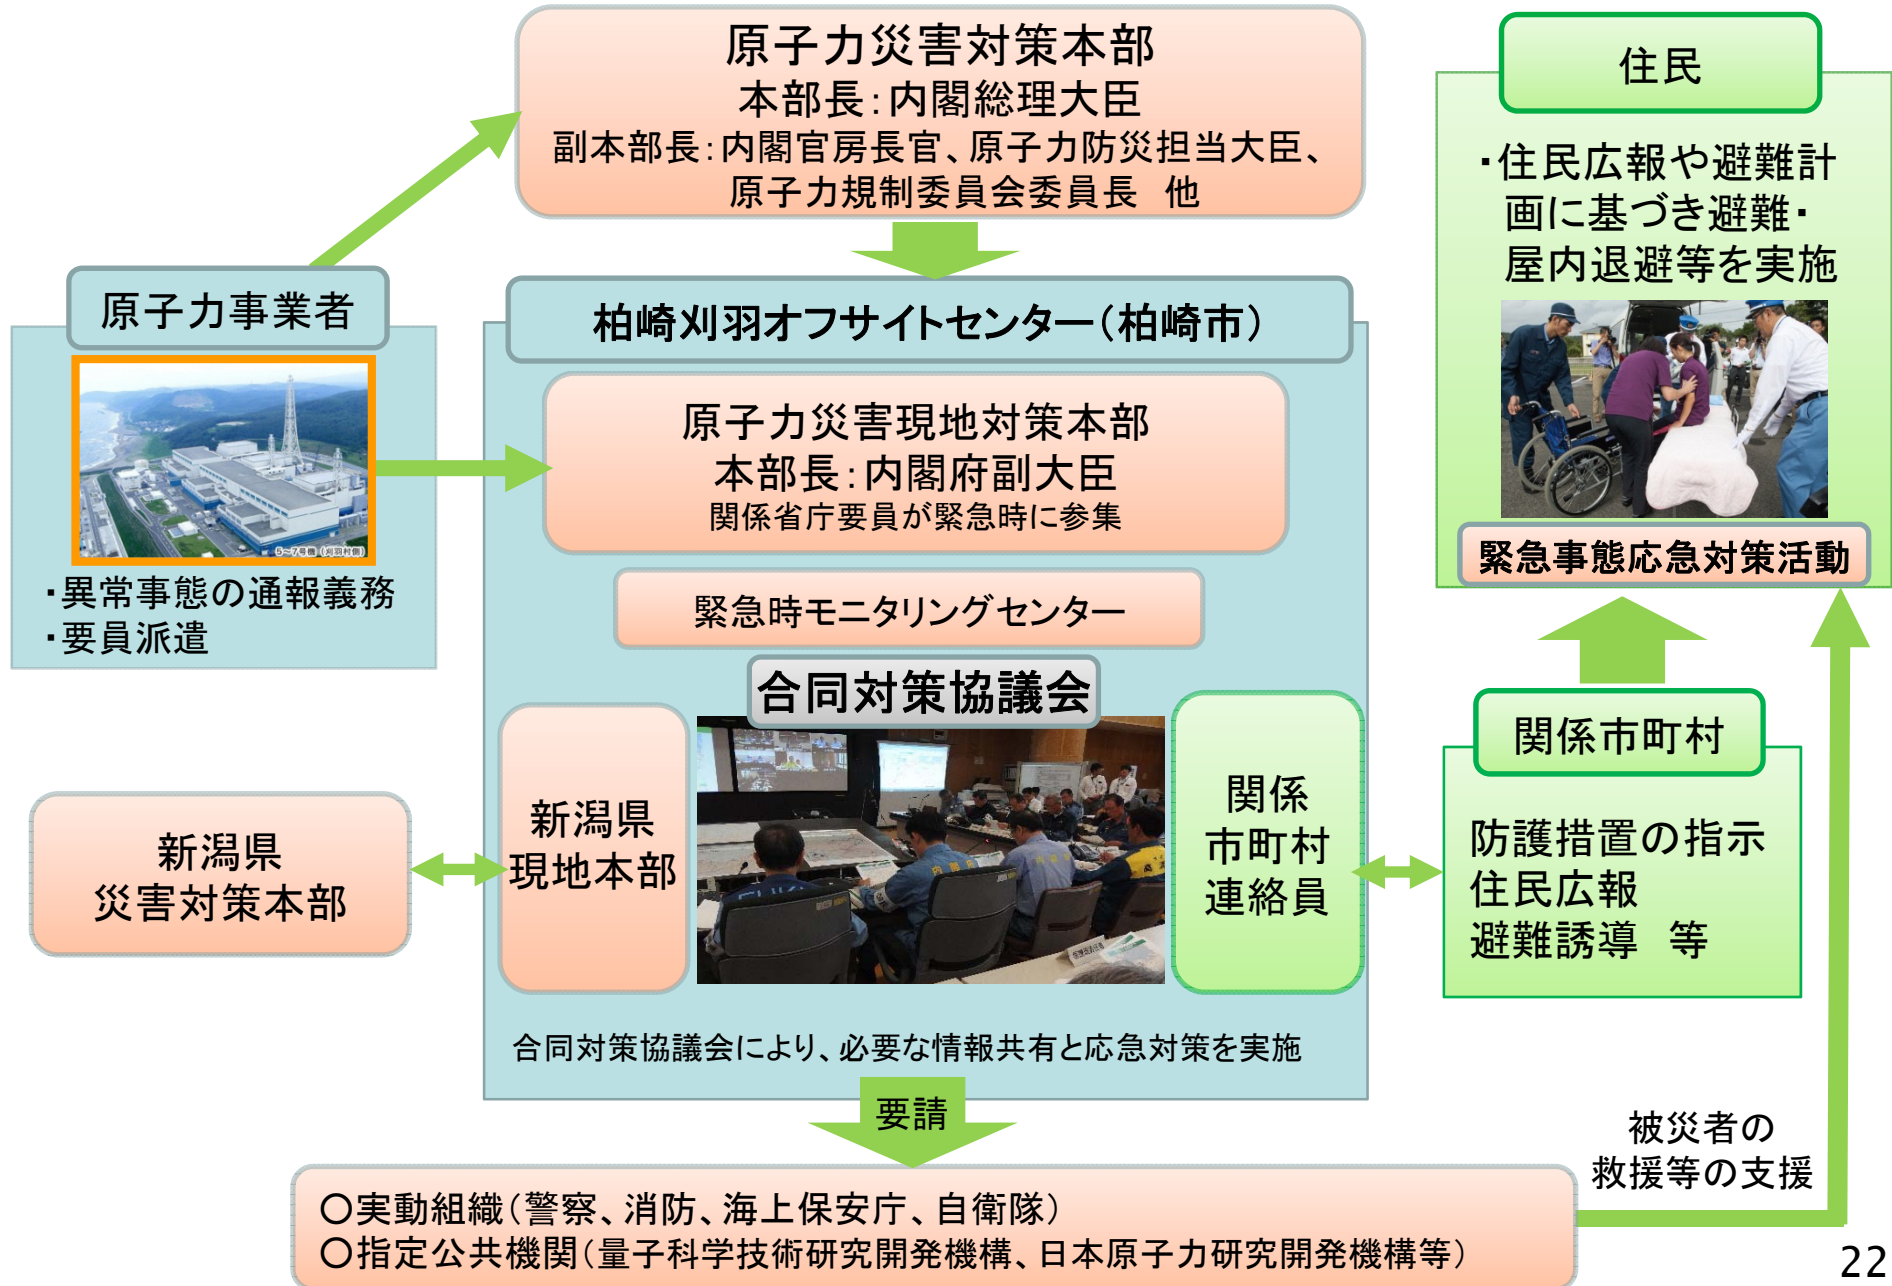 原子力災害対策本部
本部長：内閣総理大臣
副本部長：内閣官房長官、原子力防災担当大臣、
原子力規制委員会委員長　他
住民
・住民広報や避難計
画に基づき避難・
屋内退避等を実施
緊急事態応急対策活動
原子力事業者
5～7号機（刈羽村側）
・異常事態の通報義務
・要員派遣
柏崎刈羽オフサイトセンター（柏崎市）
原子力災害現地対策本部
本部長：内閣府副大臣
関係省庁要員が緊急時に参集
緊急時モニタリングセンター
合同対策協議会
新潟県
現地本部
関係
市町村
連絡員
合同対策協議会により、必要な情報共有と応急対策を実施
新潟県
災害対策本部
関係市町村
防護措置の指示
住民広報
避難誘導　等
要請
被災者の
救援等の支援
○実動組織（警察、消防、海上保安庁、自衛隊）
○指定公共機関（量子科学技術研究開発機構、日本原子力研究開発機構等）
22